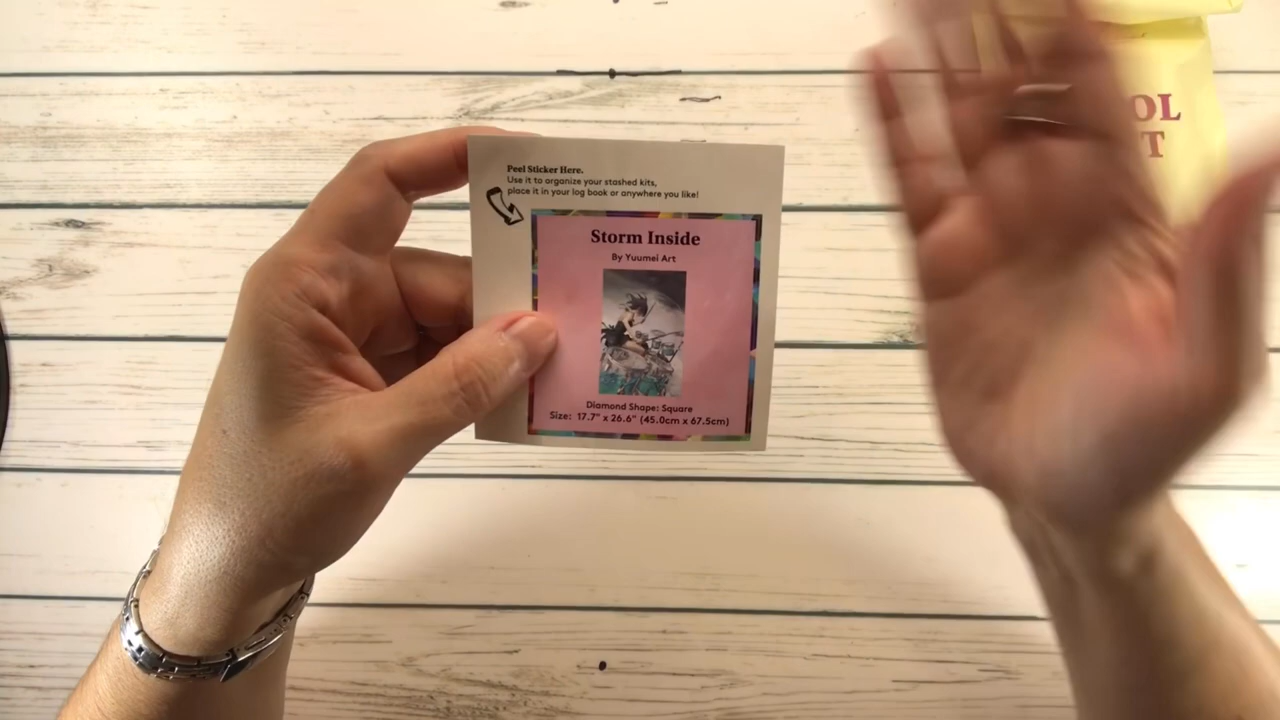 Peel Sticker Here.
Use it to organize your stashed kits,
place it in your log book or anywhere you like!
Storm Inside
By Yuumei Art
Diamond Shape: Square
Size: 17.7" x 26.6" (45.0cm x 67.5cm)